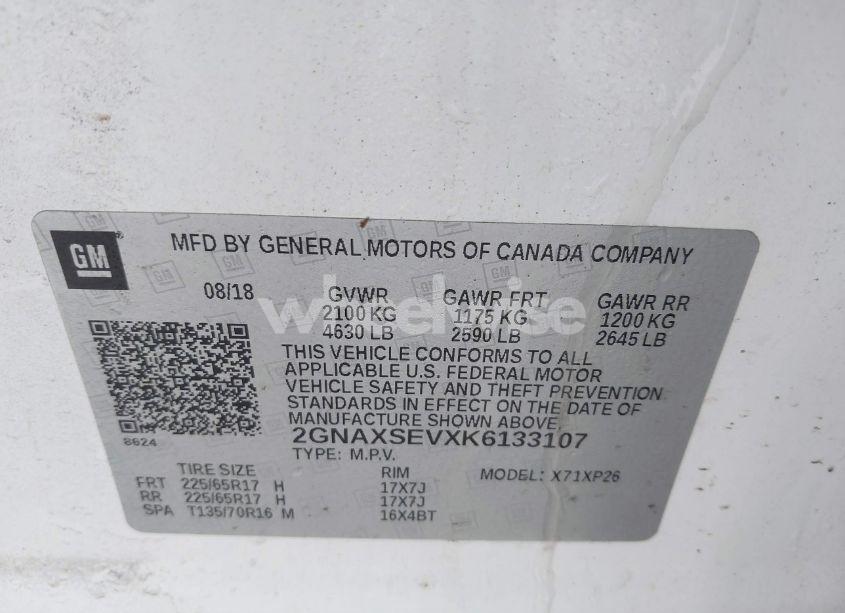 GM
MFD BY GENERAL MOTORS OF CANADA COMPANY
08/18 GVWR GAWR FRT GAWR RR
2100 KG 1175 KG 1200 KG
4630 LB 2590 LB 2645 LB
THIS VEHICLE CONFORMS TO ALL
APPLICABLE U.S. FEDERAL MOTOR
VEHICLE SAFETY AND THEFT PREVENTION
STANDARDS IN EFFECT ON THE DATE OF
MANUFACTURE SHOWN ABOVE.
8624 2GNAXSEVXK6133107
TYPE: M.P.V.
TIRE SIZE RIM MODEL: X71XP26
FRT 225/65R17 H 17X7J
RR 225/65R17 H 17X7J
SPA T135/70R16 M 16X4BT